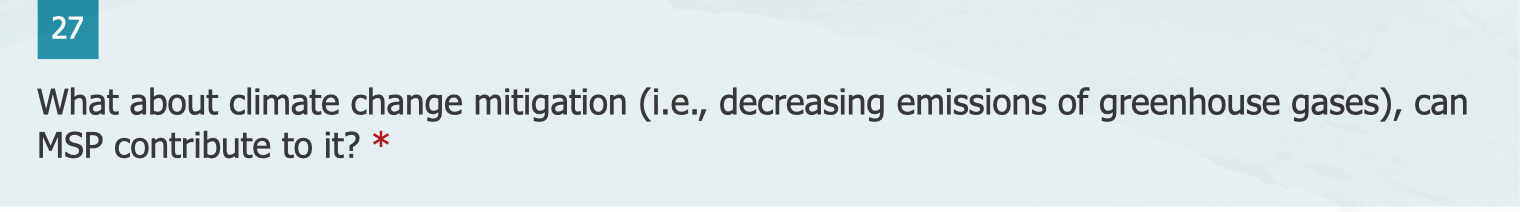 27
What about climate change mitigation (i.e., decreasing emissions of greenhouse gases), can
MSP contribute to it? *